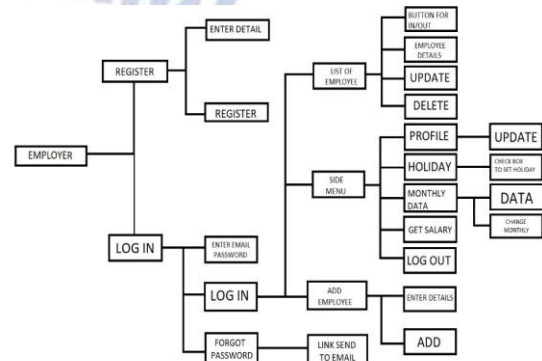 EMPLOYER
REGISTER
ENTER DETAIL
REGISTER
LOG IN
ENTER EMAIL
PASSWORD
LOG IN
FORGOT
PASSWORD
LINK SEND
TO EMAIL
LIST OF
EMPLOYEE
BUTTON FOR
IN/OUT
EMPLOYEE
DETAILS
UPDATE
DELETE
SIDE
MENU
PROFILE
UPDATE
HOLIDAY
CHECK BOX
TO SET HOLIDAY
MONTHLY
DATA
DATA
CHANGE
MONTHLY
GET SALARY
LOG OUT
ADD
EMPLOYEE
ENTER DETAILS
ADD